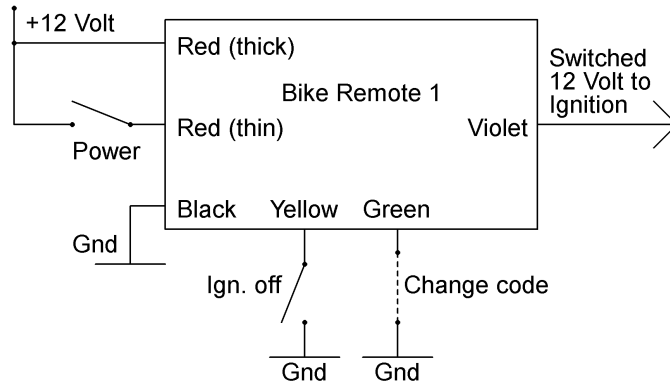 +12 Volt
Red (thick)
Bike Remote 1
Switched
12 Volt to
Ignition
Red (thin)
Violet
Power
Black
Yellow
Green
Gnd
Ign. off
Change code
Gnd
Gnd